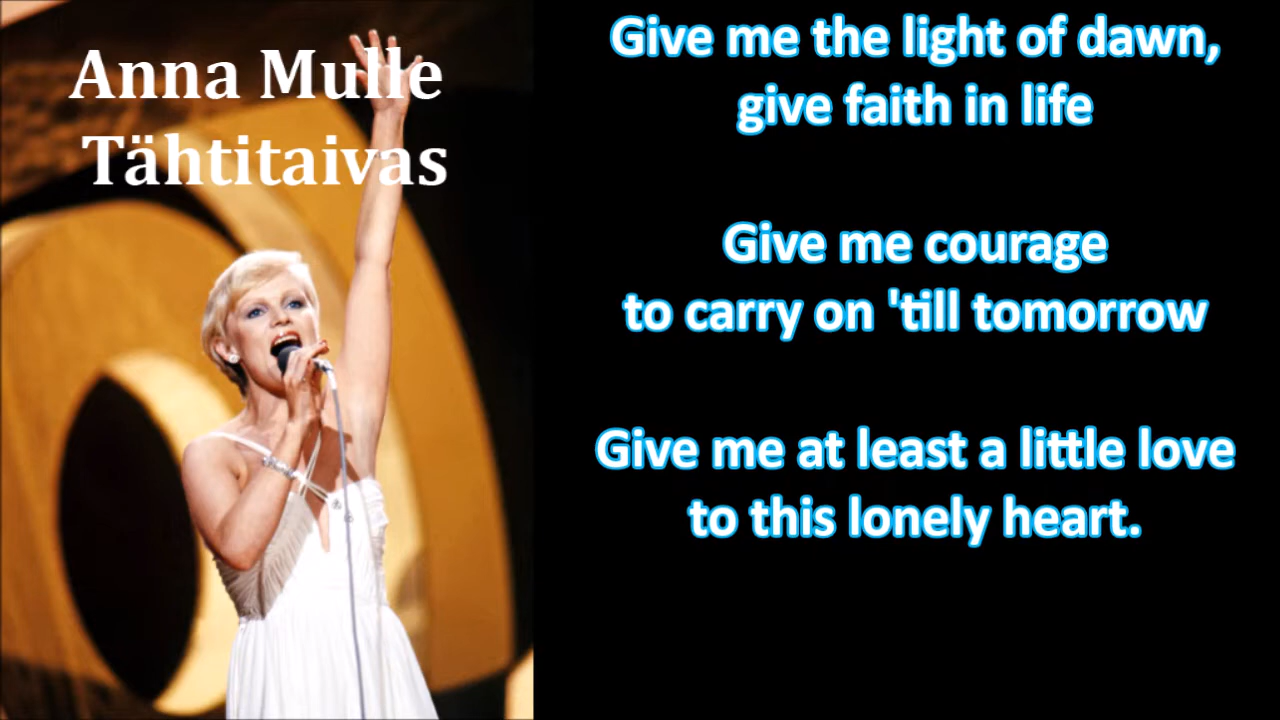 Anna Mulle
Tähtitaivas
Give me the light of dawn,
give faith in life
Give me courage
to carry on 'till tomorrow
Give me at least a little love
to this lonely heart.